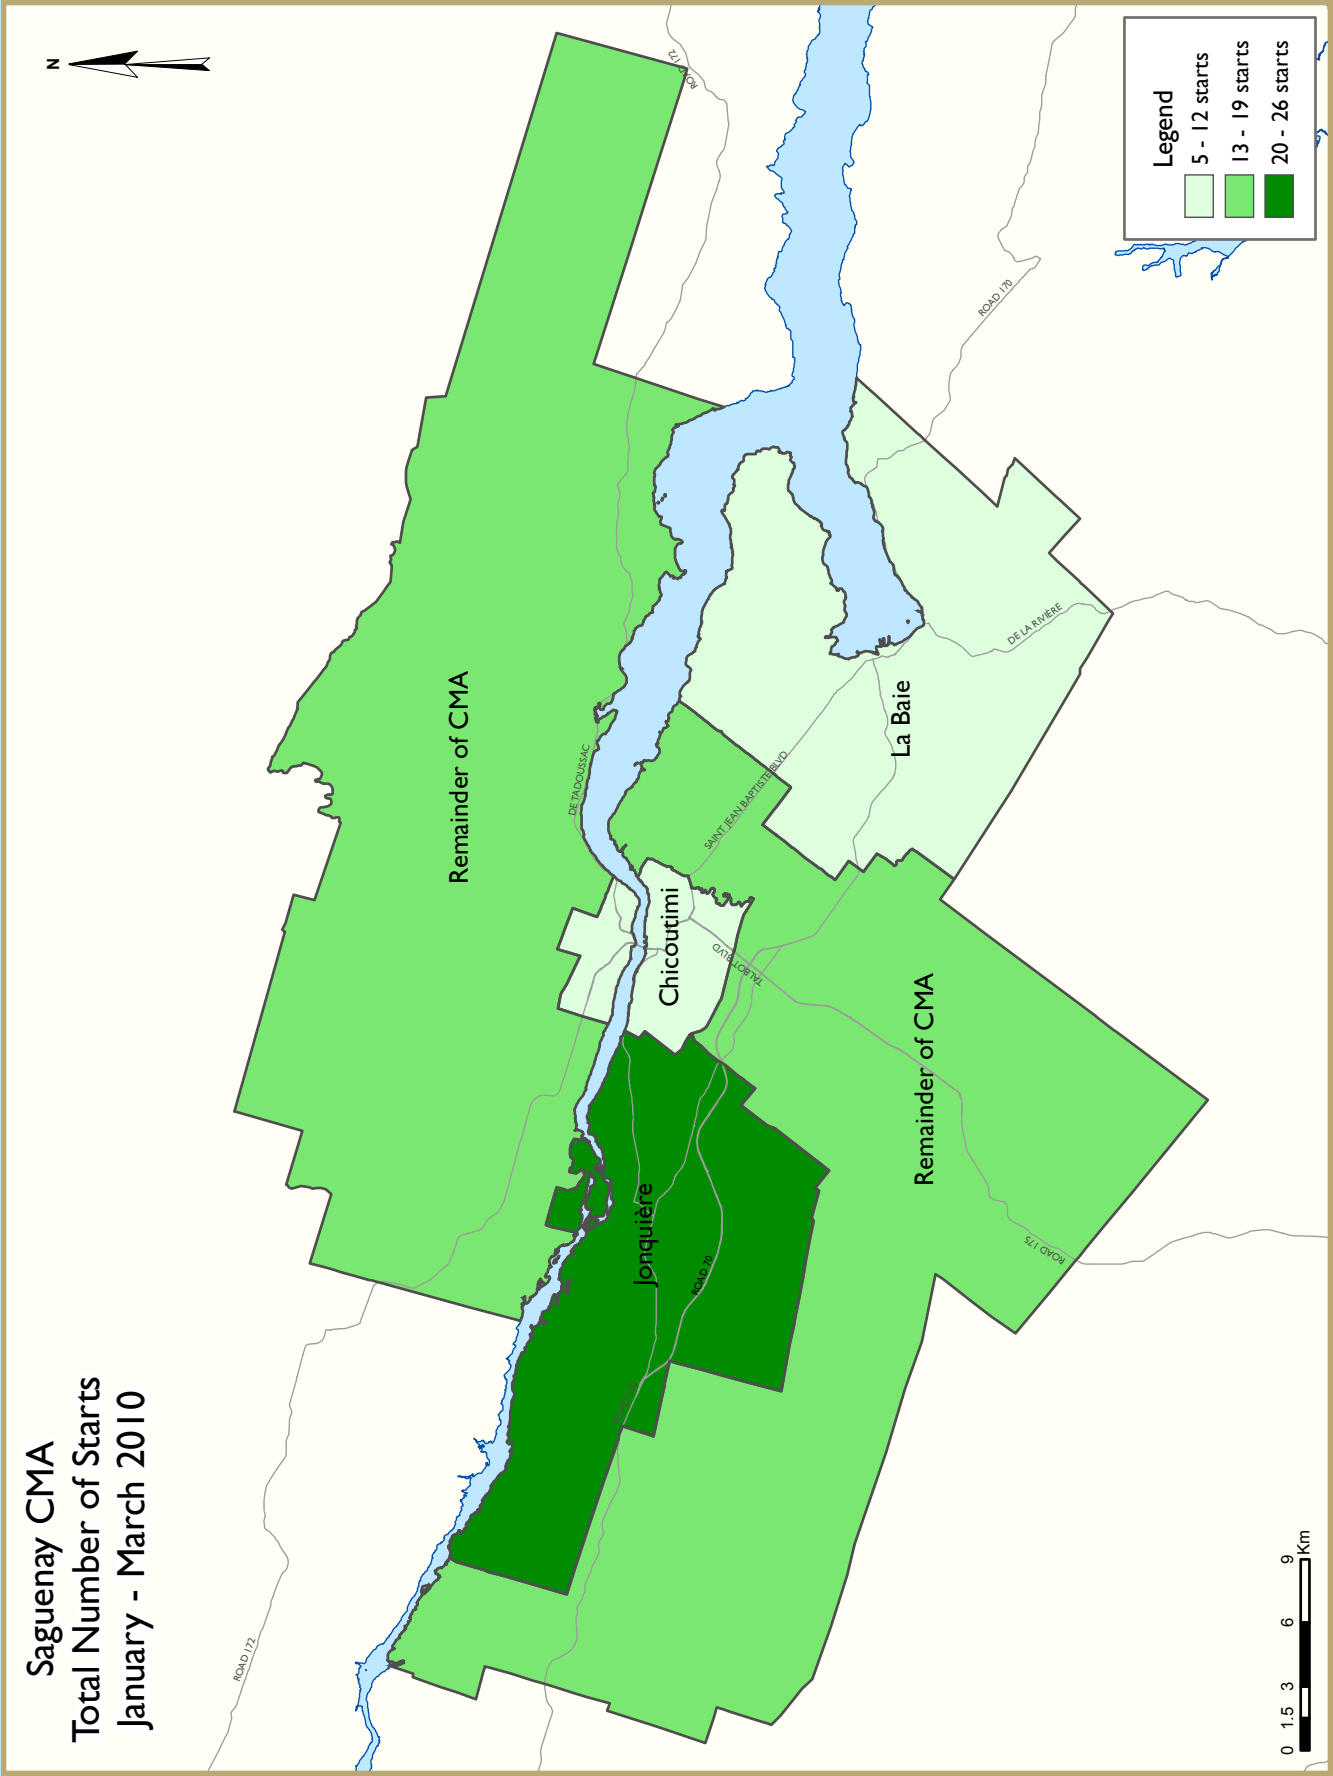 Saguenay CMA
Total Number of Starts
January - March 2010
N
Legend
5 - 12 starts
13 - 19 starts
20 - 26 starts
Remainder of CMA
Chicoutimi
La Baie
Jonquière
Remainder of CMA
ROAD 172
ROAD 172
DE TADOUSSAC
SAINT JEAN BAPTISTE BLVD
TALBOT BLVD
DE LA RIVIÈRE
ROAD 170
ROAD 70
ROAD 175
0 1.5 3 6 9
Km